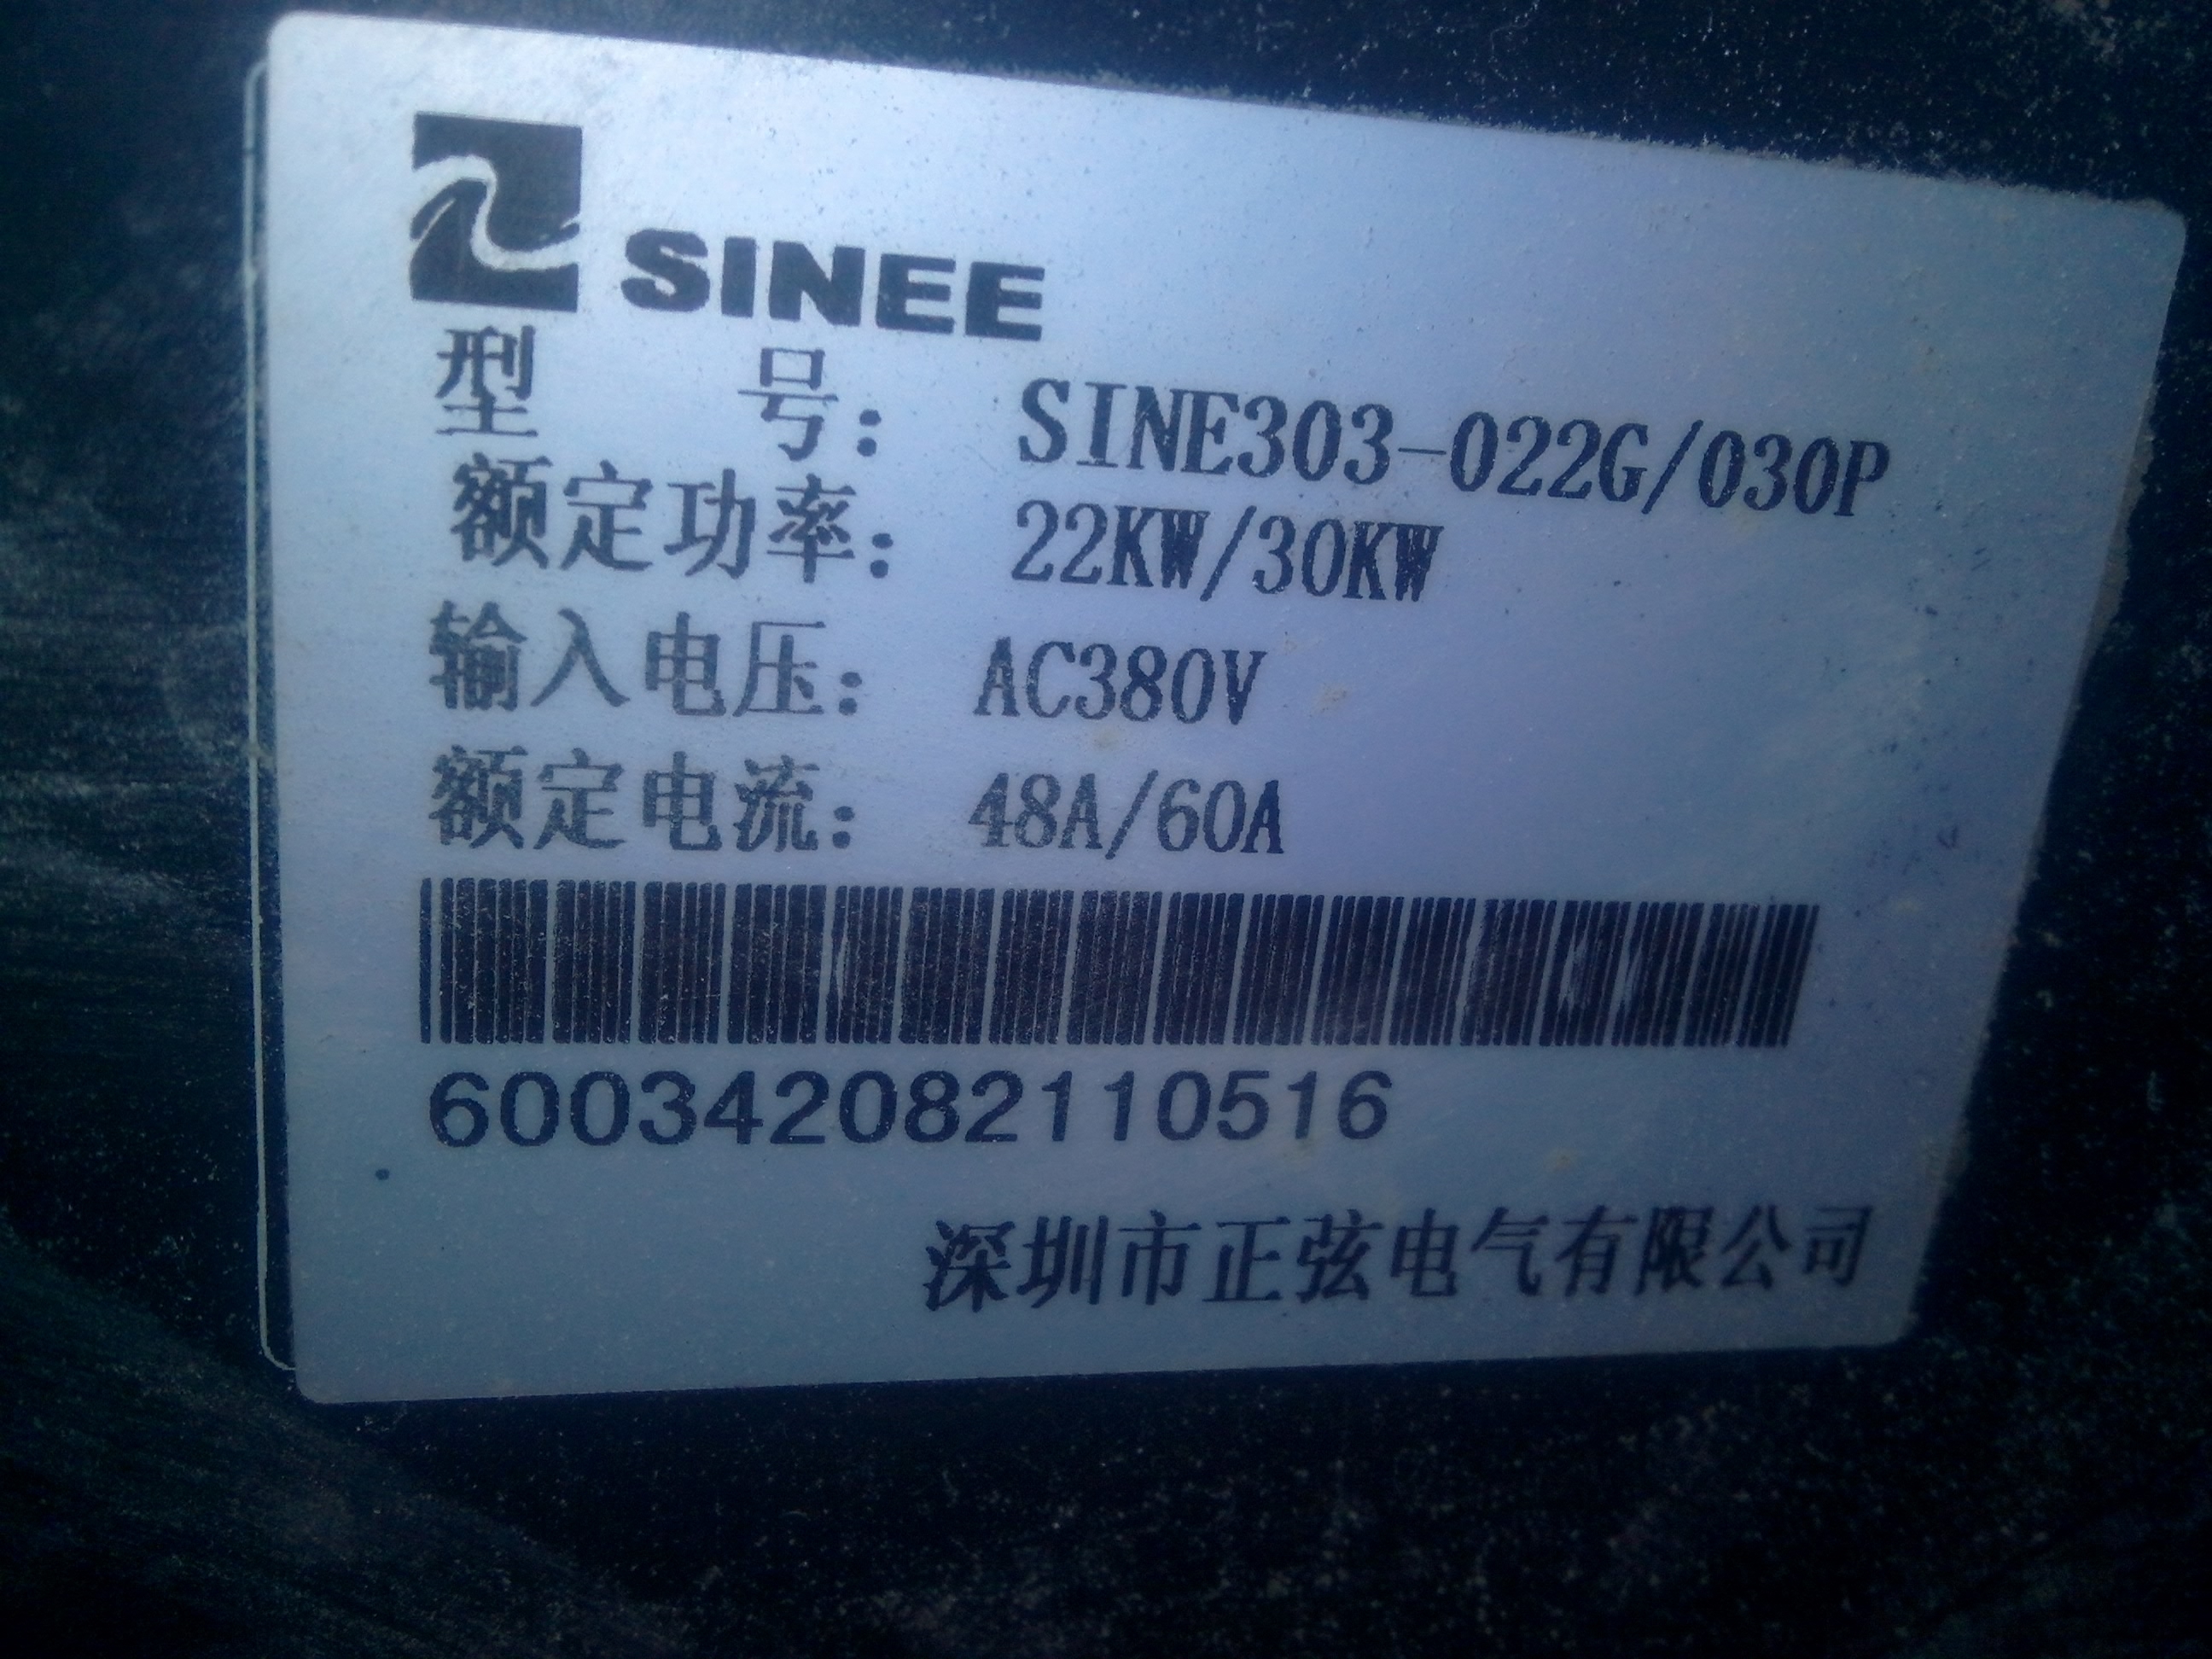 SINEE
型 号: SINE303-022G/030P
额定功率: 22KW/30KW
输入电压: AC380V
额定电流: 48A/60A
600342082110516
深圳市正弦电气有限公司